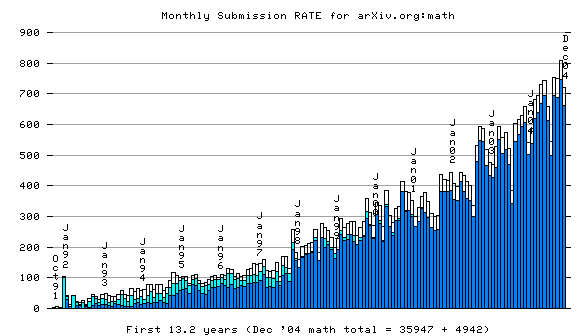 Monthly Submission RATE for arXiv.org:math
900
800
700
600
500
400
300
200
100
0
Oct91
Jan92
Jan93
Jan94
Jan95
Jan96
Jan97
Jan98
Jan01
Jan02
Jan03
Jan04
Dec04
First 13.2 years (Dec '04 math total = 35947 + 4942)